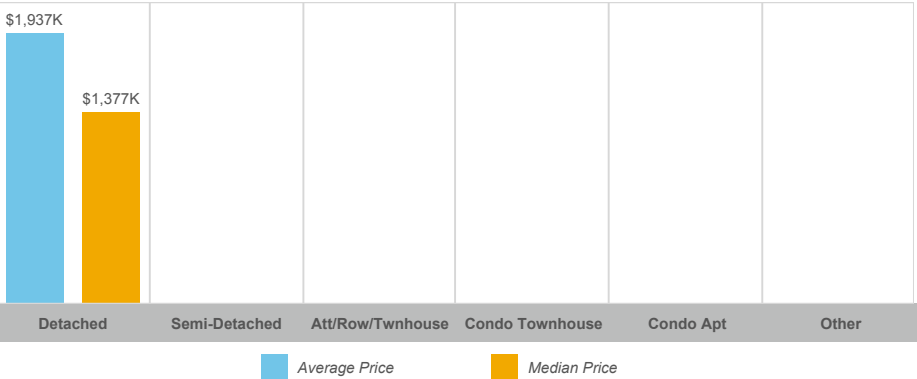 $1,937K
$1,377K
Detached Semi-Detached Att/Row/Twnhouse Condo Townhouse Condo Apt Other
Average Price Median Price